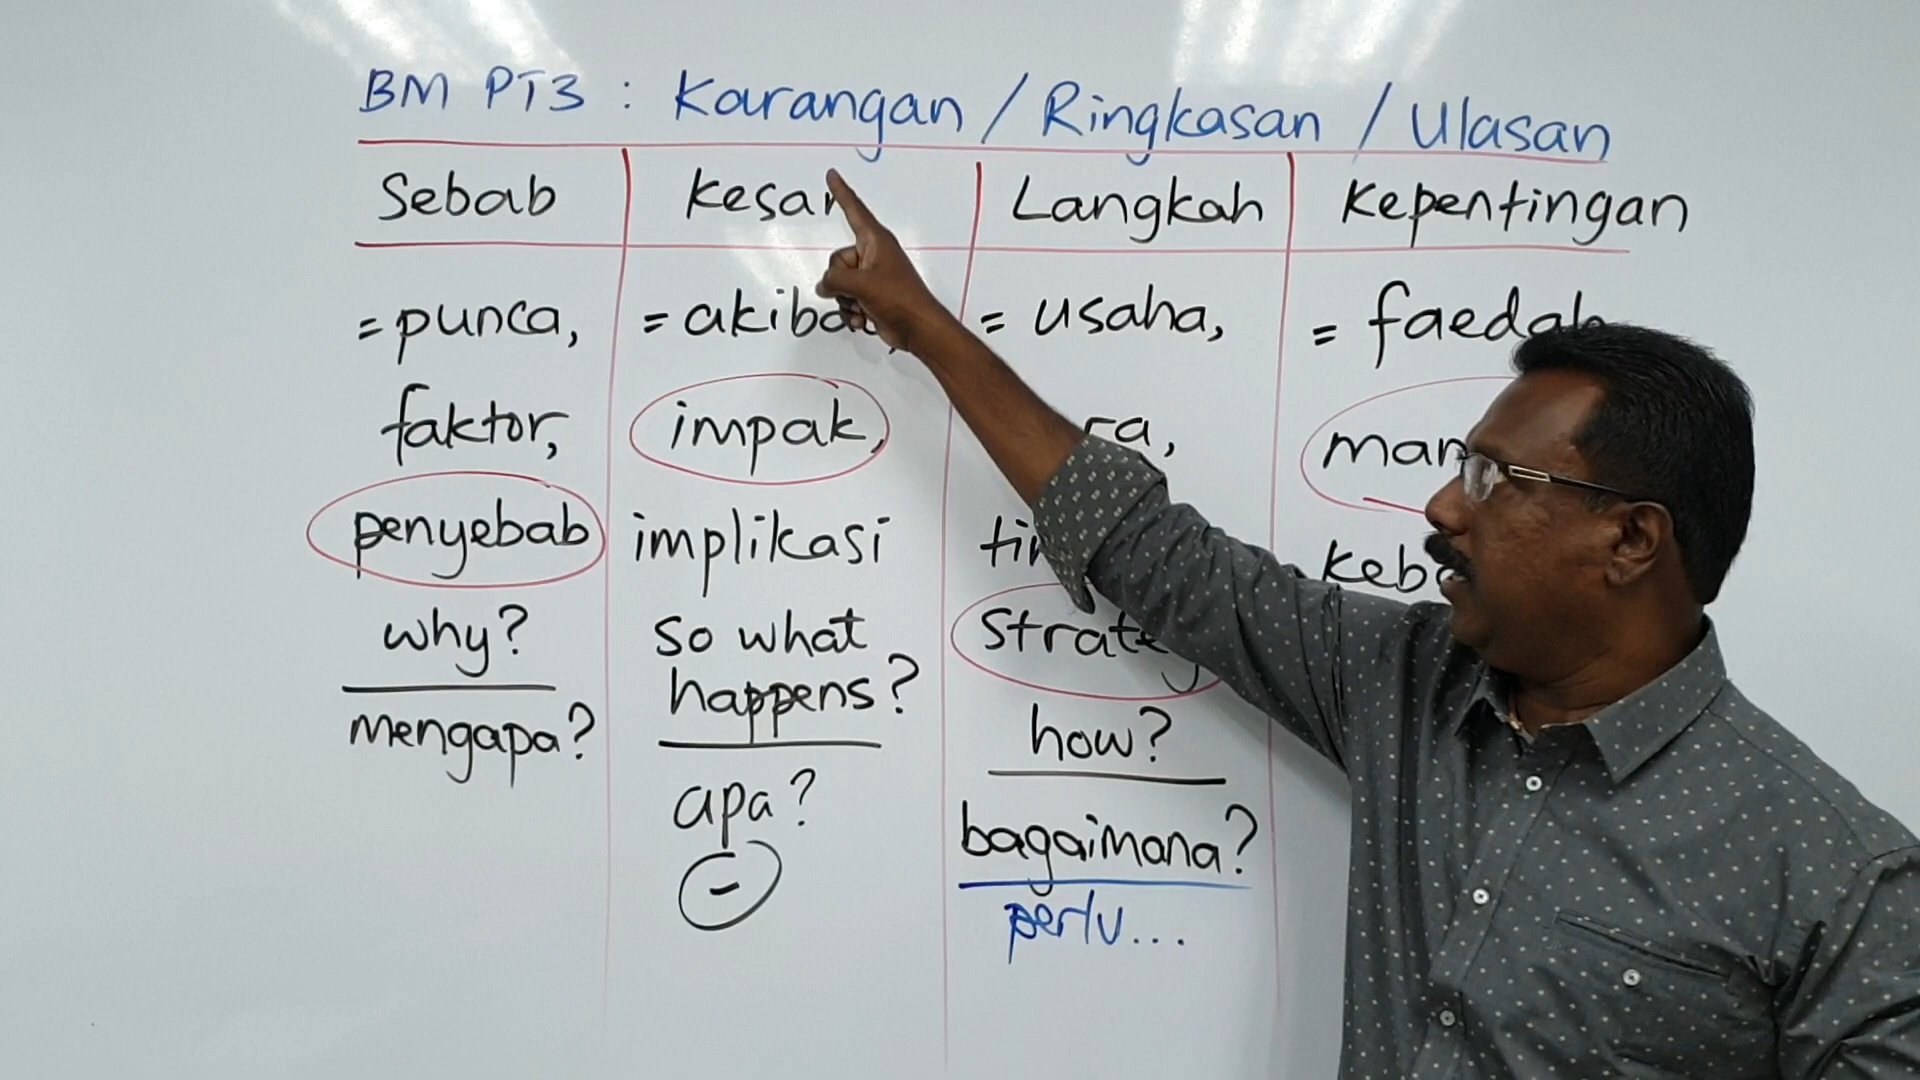 BM PT3 : Karangan / Ringkasan / Ulasan
Sebab Kesan Langkah Kepentingan
= punca, = akibat, = usaha, = faedah
faktor, impak,
penyebab implikasi
why? so what
happens?
mengapa? how?
apa? bagaimana?
- perlu...